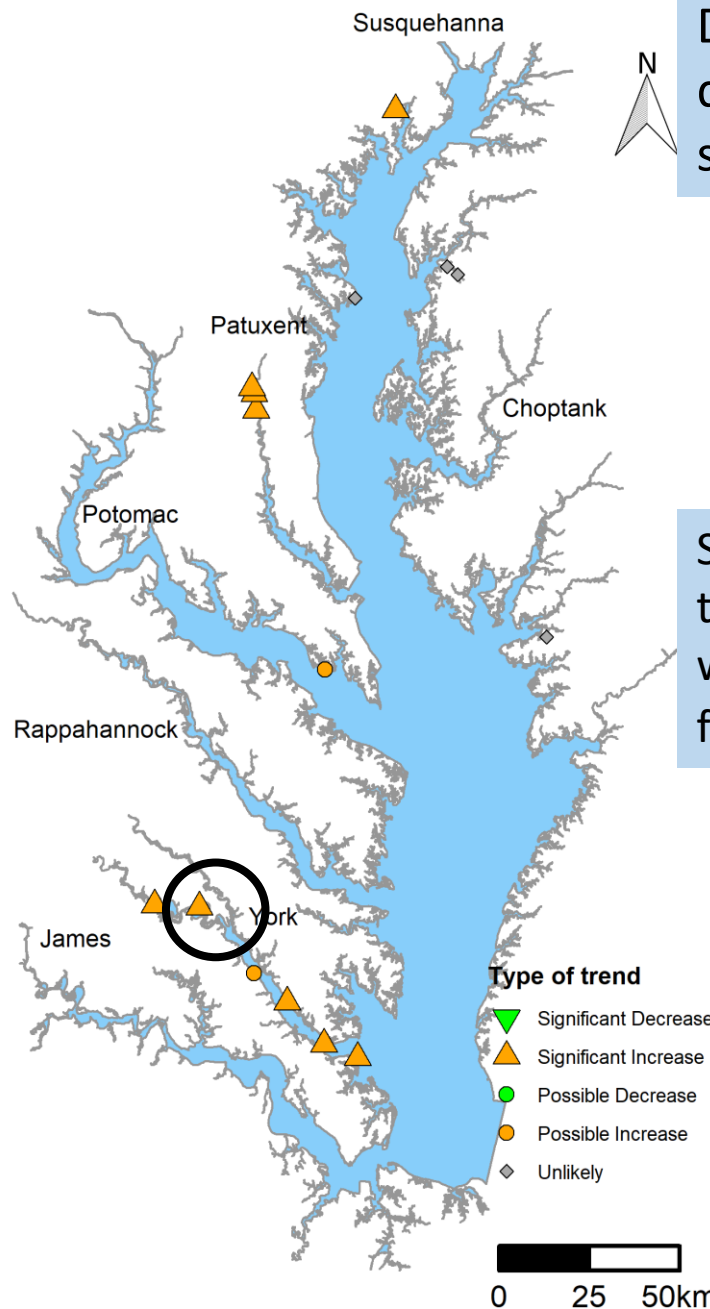 Susquehanna
N
Patuxent
Choptank
Potomac
Rappahannock
York
James
Type of trend
Significant Decrease
Significant Increase
Possible Decrease
Possible Increase
Unlikely
0 25 50km